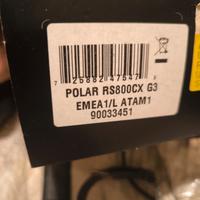 7 25882 47547 9
POLAR RS800CX G3
EMEA1/L ATAM1
90033451